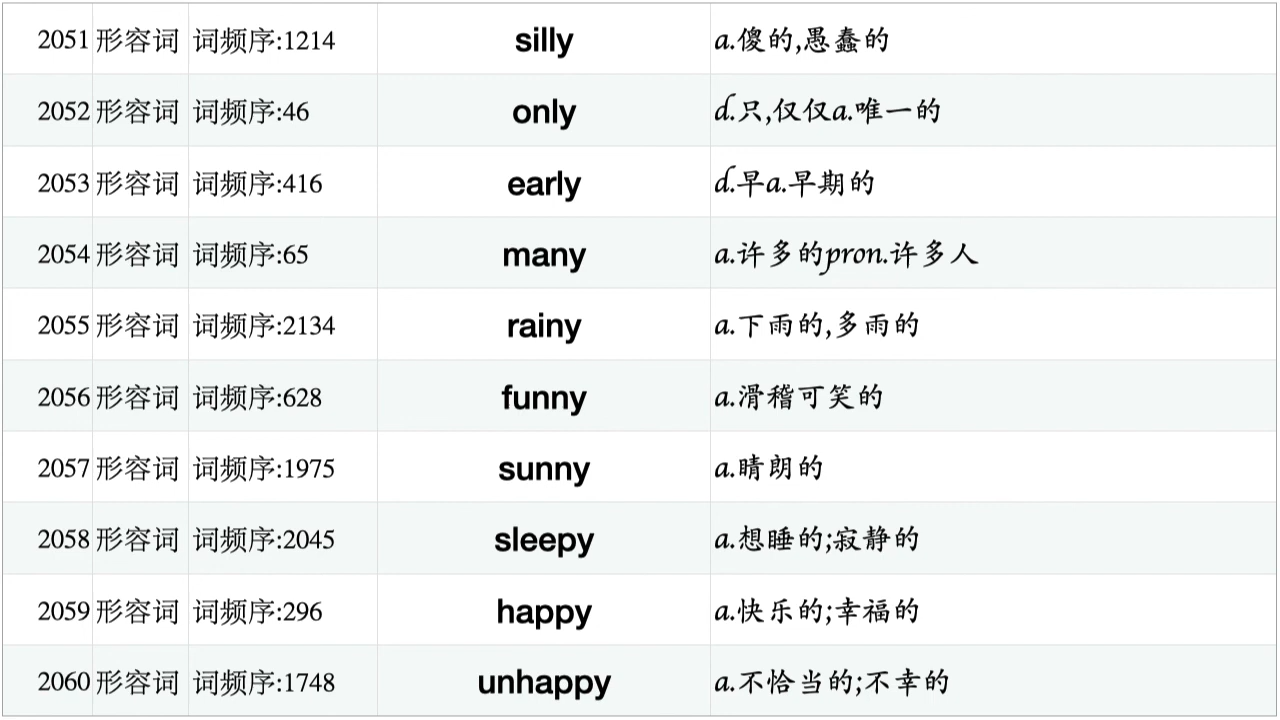 2051 形容词 词频序:1214 silly a.傻的,愚蠢的
2052 形容词 词频序:46 only d.只,仅仅a.唯一的
2053 形容词 词频序:416 early d.早a.早期的
2054 形容词 词频序:65 many a.许多的pron.许多人
2055 形容词 词频序:2134 rainy a.下雨的,多雨的
2056 形容词 词频序:628 funny a.滑稽可笑的
2057 形容词 词频序:1975 sunny a.晴朗的
2058 形容词 词频序:2045 sleepy a.想睡的;寂静的
2059 形容词 词频序:296 happy a.快乐的;幸福的
2060 形容词 词频序:1748 unhappy a.不恰当的;不幸的